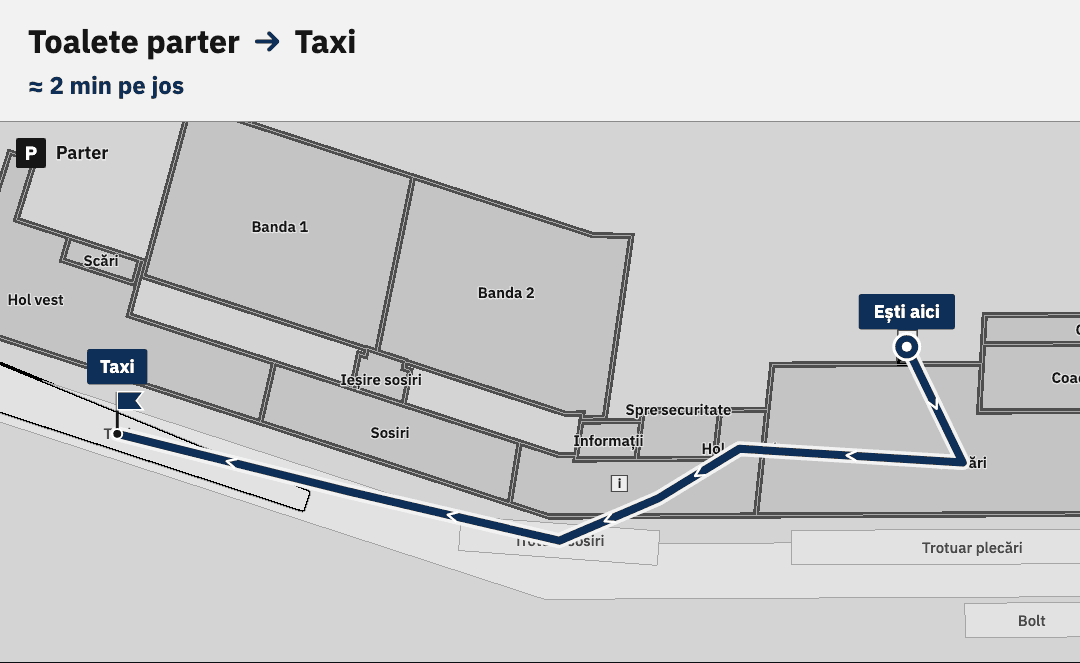 Toalete parter → Taxi
≈ 2 min pe jos
P Parter
Banda 1
Scări
Banda 2
Hol vest
Ești aici
Taxi
Ieșire sosiri
Spre securitate
Sosiri
Informații
Hol
i
Trotuar plecări
Bolt